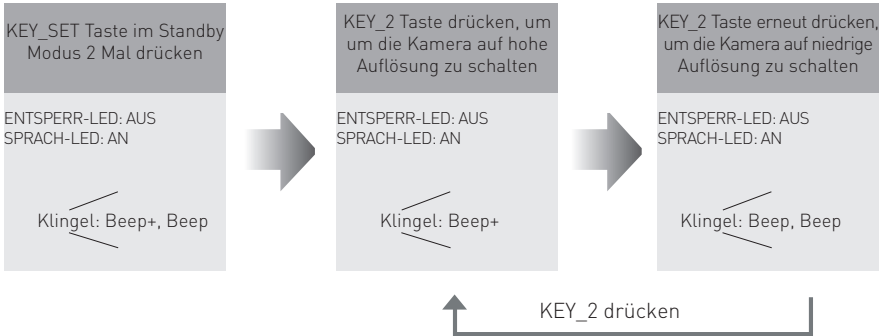 KEY_SET Taste im Standby
Modus 2 Mal drücken
ENTSPERR-LED: AUS
SPRACH-LED: AN
Klingel: Beep+, Beep
KEY_2 Taste drücken, um
um die Kamera auf hohe
Auflösung zu schalten
ENTSPERR-LED: AUS
SPRACH-LED: AN
Klingel: Beep+
KEY_2 Taste erneut drücken,
um die Kamera auf niedrige
Auflösung zu schalten
ENTSPERR-LED: AUS
SPRACH-LED: AN
Klingel: Beep, Beep
KEY_2 drücken